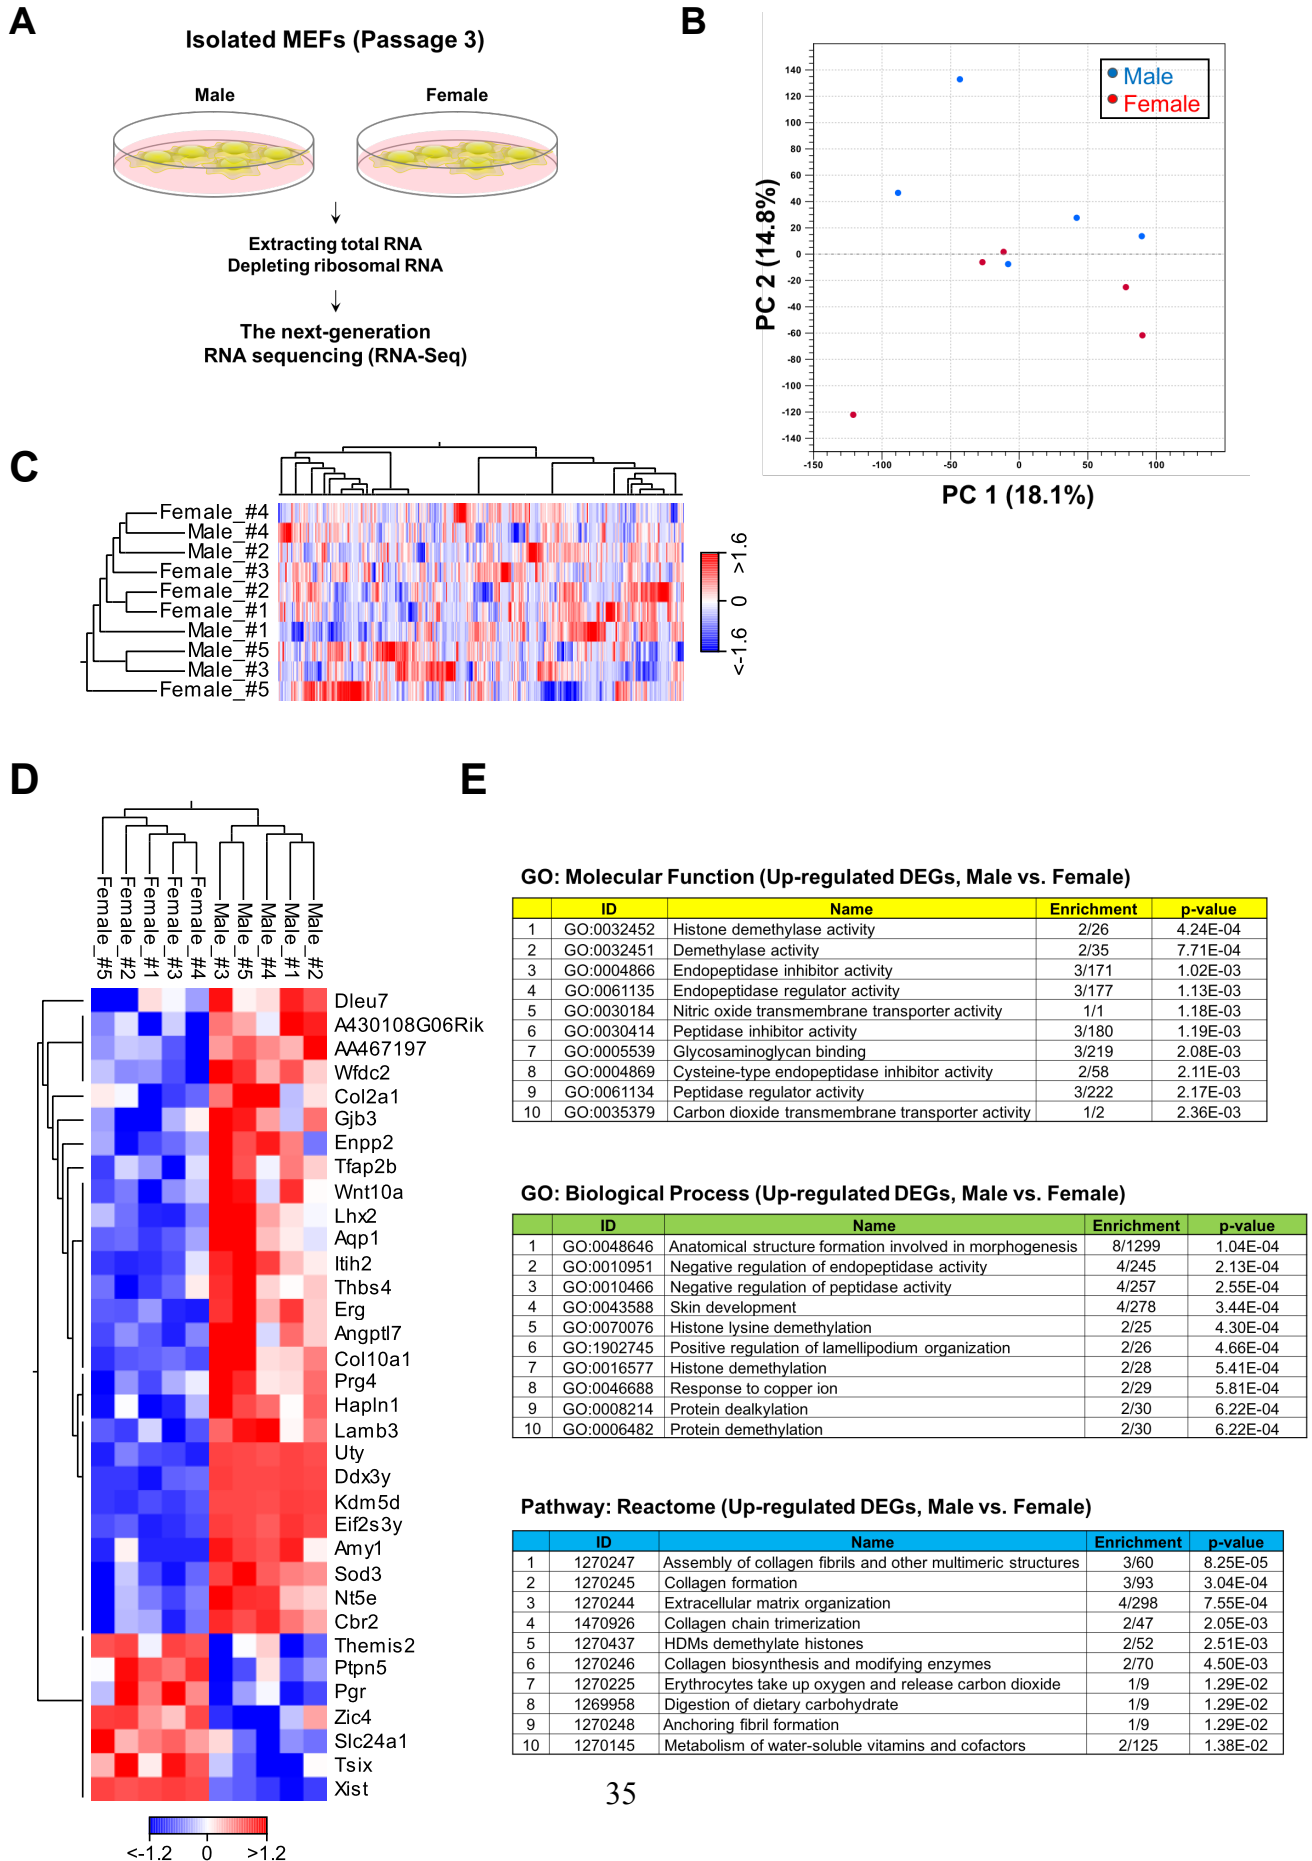 A
Isolated MEFs (Passage 3)
Male
Female
Extracting total RNA
Depleting ribosomal RNA
The next-generation
RNA sequencing (RNA-Seq)
B
Male
Female
140
120
100
80
60
40
20
0
-20
-40
-60
-80
-100
-120
-140
-150
-100
-50
0
50
100
PC 2 (14.8%)
PC 1 (18.1%)
C
Female_#4
Male_#4
Male_#2
Female_#3
Female_#2
Female_#1
Male_#1
Male_#5
Male_#3
Female_#5
>1.6
0
<-1.6
D
Female_#5
Female_#2
Female_#1
Female_#3
Female_#4
Male_#3
Male_#5
Male_#4
Male_#1
Male_#2
Dleu7
A430108G06Rik
AA467197
Wfdc2
Col2a1
Gjb3
Enpp2
Tfap2b
Wnt10a
Lhx2
Aqp1
Itih2
Thbs4
Erg
Angptl7
Col10a1
Prg4
Hapln1
Lamb3
Uty
Ddx3y
Kdm5d
Eif2s3y
Amy1
Sod3
Nt5e
Cbr2
Themis2
Ptpn5
Pgr
Zic4
Slc24a1
Tsix
Xist
<-1.2 0 >1.2
E
GO: Molecular Function (Up-regulated DEGs, Male vs. Female)
ID Name Enrichment p-value
1 GO:0032452 Histone demethylase activity 2/26 4.24E-04
2 GO:0032451 Demethylase activity 2/35 7.71E-04
3 GO:0004866 Endopeptidase inhibitor activity 3/171 1.02E-03
4 GO:0061135 Endopeptidase regulator activity 3/177 1.13E-03
5 GO:0030184 Nitric oxide transmembrane transporter activity 1/1 1.18E-03
6 GO:0030414 Peptidase inhibitor activity 3/180 1.19E-03
7 GO:0005539 Glycosaminoglycan binding 3/219 2.08E-03
8 GO:0004869 Cysteine-type endopeptidase inhibitor activity 2/58 2.11E-03
9 GO:0061134 Peptidase regulator activity 3/222 2.17E-03
10 GO:0035379 Carbon dioxide transmembrane transporter activity 1/2 2.36E-03
GO: Biological Process (Up-regulated DEGs, Male vs. Female)
ID Name Enrichment p-value
1 GO:0048646 Anatomical structure formation involved in morphogenesis 8/1299 1.04E-04
2 GO:0010951 Negative regulation of endopeptidase activity 4/245 2.13E-04
3 GO:0010466 Negative regulation of peptidase activity 4/257 2.55E-04
4 GO:0043588 Skin development 4/278 3.44E-04
5 GO:0070076 Histone lysine demethylation 2/25 4.30E-04
6 GO:1902745 Positive regulation of lamellipodium organization 2/26 4.66E-04
7 GO:0016577 Histone demethylation 2/28 5.41E-04
8 GO:0046688 Response to copper ion 2/29 5.81E-04
9 GO:0008214 Protein dealkylation 2/30 6.22E-04
10 GO:0006482 Protein demethylation 2/30 6.22E-04
Pathway: Reactome (Up-regulated DEGs, Male vs. Female)
ID Name Enrichment p-value
1 1270247 Assembly of collagen fibrils and other multimeric structures 3/60 8.25E-05
2 1270245 Collagen formation 3/93 3.04E-04
3 1270244 Extracellular matrix organization 4/298 7.55E-04
4 1470926 Collagen chain trimerization 2/47 2.05E-03
5 1270437 HDMs demethylate histones 2/52 2.51E-03
6 1270246 Collagen biosynthesis and modifying enzymes 2/70 4.50E-03
7 1270225 Erythrocytes take up oxygen and release carbon dioxide 1/9 1.29E-02
8 1269958 Digestion of dietary carbohydrate 1/9 1.29E-02
9 1270248 Anchoring fibril formation 1/9 1.29E-02
10 1270145 Metabolism of water-soluble vitamins and cofactors 2/125 1.38E-02
35